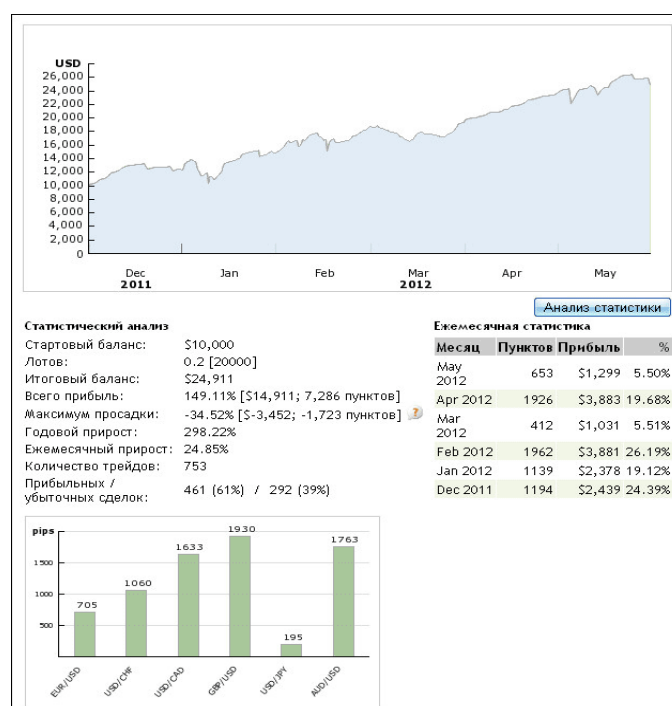 USD
26,000
24,000
22,000
20,000
18,000
16,000
14,000
12,000
10,000
8,000
6,000
4,000
2,000
0
Dec Jan Feb Mar Apr May
2011 2012
Анализ статистики
Статистический анализ
Стартовый баланс: $10,000
Лотов: 0.2 [20000]
Итоговый баланс: $24,911
Всего прибыль: 149.11% [$14,911; 7,286 пунктов]
Максимум просадки: -34.52% [$-3,452; -1,723 пунктов] ?
Годовой прирост: 298.22%
Ежемесячный прирост: 24.85%
Количество трейдов: 753
Прибыльных /
убыточных сделок: 461 (61%) / 292 (39%)
Ежемесячная статистика
Месяц Пунктов Прибыль %
May
2012 653 $1,299 5.50%
Apr 2012 1926 $3,883 19.68%
Mar
2012 412 $1,031 5.51%
Feb 2012 1962 $3,881 26.19%
Jan 2012 1139 $2,378 19.12%
Dec 2011 1194 $2,439 24.39%
pips
1500
1000
500
705 1060 1633 1930 195 1763
EUR/USD USD/CHF USD/CAD GBP/USD USD/JPY AUD/USD